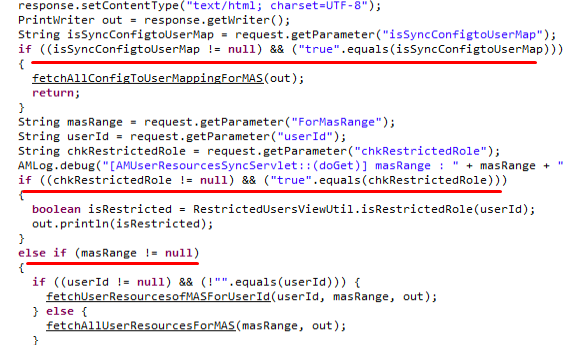 response.setContentType("text/html; charset=UTF-8");
PrintWriter out = response.getWriter();
String isSyncConfigtoUserMap = request.getParameter("isSyncConfigtoUserMap");
if ((isSyncConfigtoUserMap != null) && ("true".equals(isSyncConfigtoUserMap)))
{
fetchAllConfigToUserMappingForMAS(out);
return;
}
String masRange = request.getParameter("ForMasRange");
String userId = request.getParameter("userId");
String chkRestrictedRole = request.getParameter("chkRestrictedRole");
AMLog.debug("[AMUserResourcesSyncServlet::(doGet)] masRange : " + masRange + "
if ((chkRestrictedRole != null) && ("true".equals(chkRestrictedRole)))
{
boolean isRestricted = RestrictedUsersViewUtil.isRestrictedRole(userId);
out.println(isRestricted);
}
else if (masRange != null)
{
if ((userId != null) && (!"".equals(userId))) {
fetchUserResourcesofMASForUserId(userId, masRange, out);
} else {
fetchAllUserResourcesForMAS(masRange, out);
}